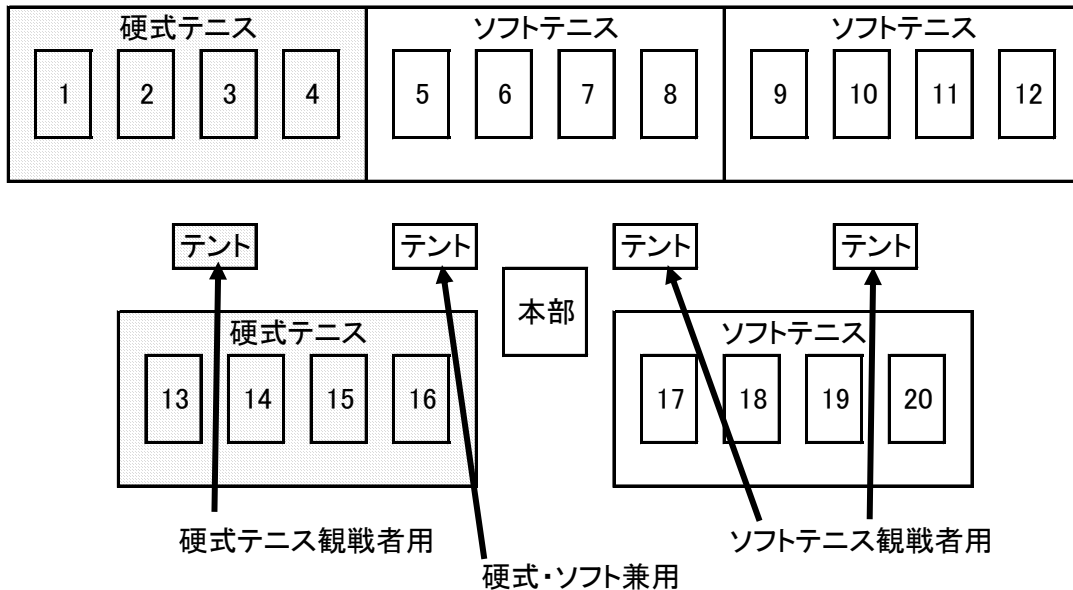 硬式テニス ソフトテニス ソフトテニス
1 2 3 4 5 6 7 8 9 10 11 12
テント テント テント テント
本部
硬式テニス ソフトテニス
13 14 15 16 17 18 19 20
硬式テニス観戦者用 ソフトテニス観戦者用
硬式・ソフト兼用